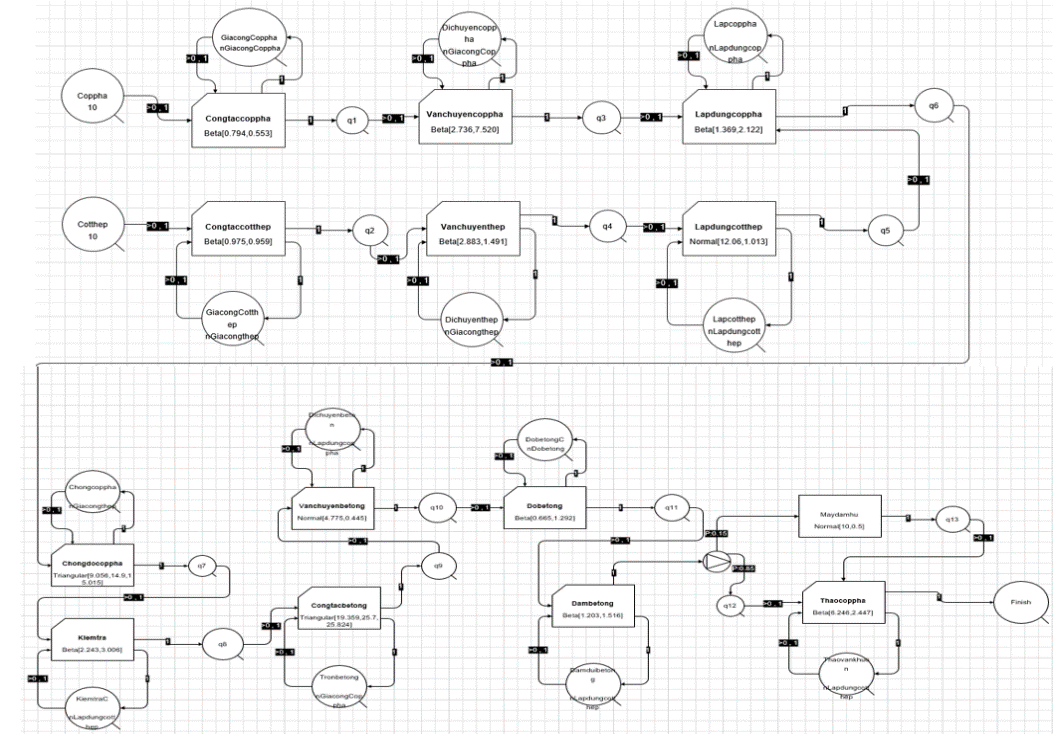 GiacongCoppha
nGiacongCoppha
>0 , 1
1
Dichuyencopp
ha
nGiacongCop
pha
>0 , 1
1
Lapcoppha
nLapdungcop
pha
>0 , 1
1
Coppha
10
>0 , 1
Congtaccoppha
Beta[0.794,0.553]
1
q1
>0 , 1
Vanchuyencoppha
Beta[2.736,7.520]
1
q3
>0 , 1
Lapdungcoppha
Beta[1.369,2.122]
1
q6
>0 , 1
Cotthep
10
>0 , 1
Congtaccotthep
Beta[0.975,0.959]
1
q2
>0 , 1
Vanchuyenthep
Beta[2.883,1.491]
1
q4
>0 , 1
Lapdungcotthep
Normal[12.06,1.013]
1
q5
>0 , 1
1
GiacongCotth
ep
nGiacongthep
>0 , 1
1
Dichuyenthep
nGiacongthep
>0 , 1
1
Lapcotthep
nLapdungcott
hep
>0 , 1
Dichuyenbeton
nLapdungcop
pha
>0 , 1
1
DobetongC
nDobetong
>0 , 1
1
Chongcoppha
nGiacongthep
>0 , 1
1
Vanchuyenbetong
Normal[4.775,0.445]
1
q10
>0 , 1
Dobetong
Beta[0.665,1.292]
1
q11
>0 , 1
Maydamhu
Normal[10,0.5]
1
q13
>0 , 1
P:0.15
P:0.85
>0 , 1
Chongdocoppha
Triangular[9.056,14.9,1
5.015]
1
q7
>0 , 1
q9
1
Congtacbetong
Triangular[19.359,25.7,
25.824]
>0 , 1
Dambetong
Beta[1.203,1.516]
1
q12
>0 , 1
Thaocoppha
Beta[6.246,2.447]
1
Finish
Kiemtra
Beta[2.243,3.006]
1
q8
>0 , 1
1
KiemtraC
nLapdungcott
hep
>0 , 1
1
Tronbetong
nGiacongCop
pha
>0 , 1
1
Damduibeton
g
nLapdungcott
hep
>0 , 1
1
Thaovankhuo
n
nLapdungcott
hep